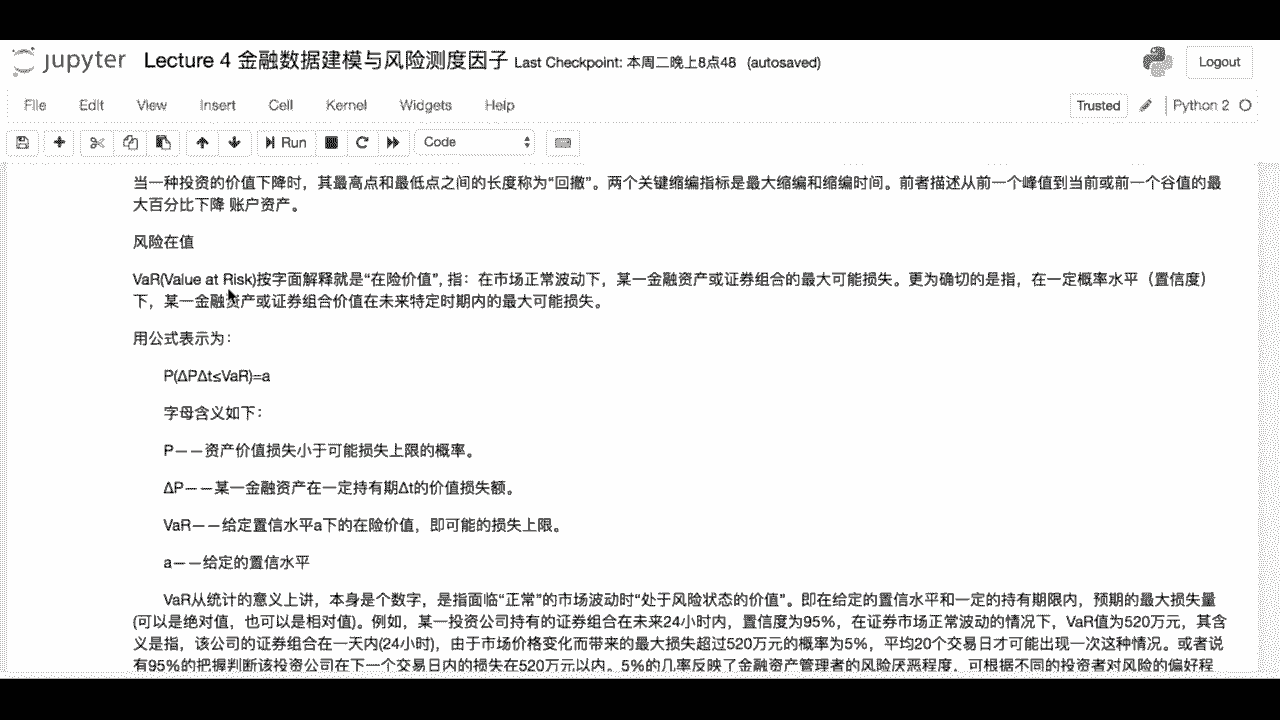 jupyter Lecture 4 金融数据建模与风险测度因子 Last Checkpoint: 本周二晚上8点48 (autosaved) Logout
File Edit View Insert Cell Kernel Widgets Help Trusted Python 2
Run Code
当一种投资的价值下降时，其最高点和最低点之间的长度称为“回撤”。两个关键缩编指标是最大缩编和缩编时间。前者描述从前一个峰值到当前或前一个谷值的最
大百分比下降 账户资产。
风险在值
VaR(Value at Risk)按字面解释就是“在险价值”, 指：在市场正常波动下，某一金融资产或证券组合的最大可能损失。更为确切的是指，在一定概率水平（置信度）
下，某一金融资产或证券组合价值在未来特定时期内的最大可能损失。
用公式表示为：
P(ΔPΔt≤VaR)=a
字母含义如下：
P——资产价值损失小于可能损失上限的概率。
ΔP——某一金融资产在一定持有期Δt的价值损失额。
VaR——给定置信水平a下的在险价值，即可能的损失上限。
a——给定的置信水平
VaR从统计的意义上讲，本身是个数字，是指面临“正常”的市场波动时“处于风险状态的价值”。即在给定的置信水平和一定的持有期限内，预期的最大损失量
(可以是绝对值，也可以是相对值)。例如，某一投资公司持有的证券组合在未来24小时内，置信度为95%，在证券市场正常波动的情况下，VaR值为520万元，其含
义是指，该公司的证券组合在一天内(24小时)，由于市场价格变化而带来的最大损失超过520万元的概率为5%，平均20个交易日才可能出现一次这种情况。或者说
有95%的把握判断该投资公司在下一个交易日内的损失在520万元以内。5%的几率反映了金融资产管理者的风险厌恶程度，可根据不同的投资者对风险的偏好程